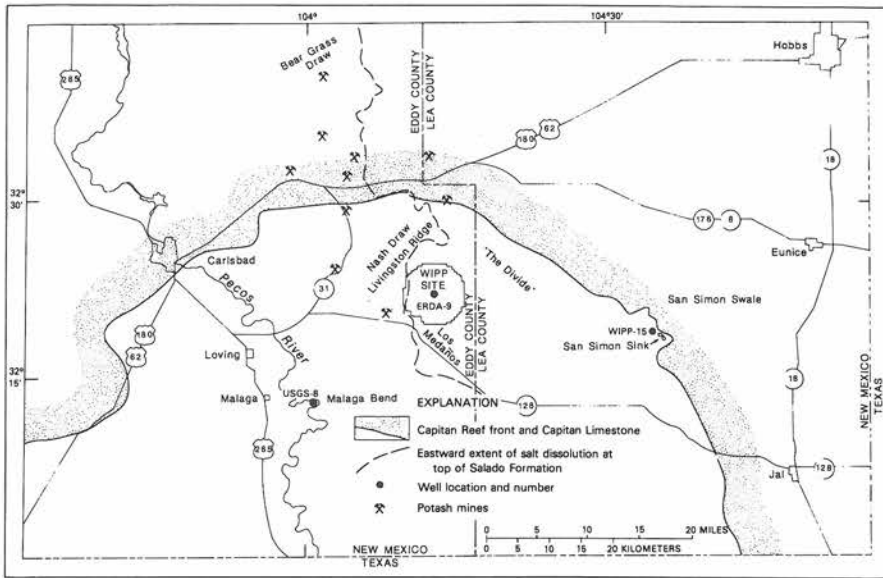 104°
104°30'
Bear Grass
Draw
Hobbs
285
EDDY COUNTY
LEA COUNTY
180
62
18
32°
30'
176
8
Eunice
Carlsbad
Nash Draw
Livingston Ridge
'The Divide'
31
WIPP
SITE
ERDA-9
Pecos
River
San Simon Swale
WIPP-15
San Simon Sink
Los
Medaños
EDDY COUNTY
LEA COUNTY
180
62
Loving
32°
15'
18
Malaga
USGS-8
Malaga Bend
128
NEW MEXICO
TEXAS
EXPLANATION
Capitan Reef front and Capitan Limestone
285
Eastward extent of salt dissolution at
top of Salado Formation
Jal
128
Well location and number
Potash mines
0 5 10 15 20 MILES
0 5 10 15 20 KILOMETERS
NEW MEXICO
TEXAS